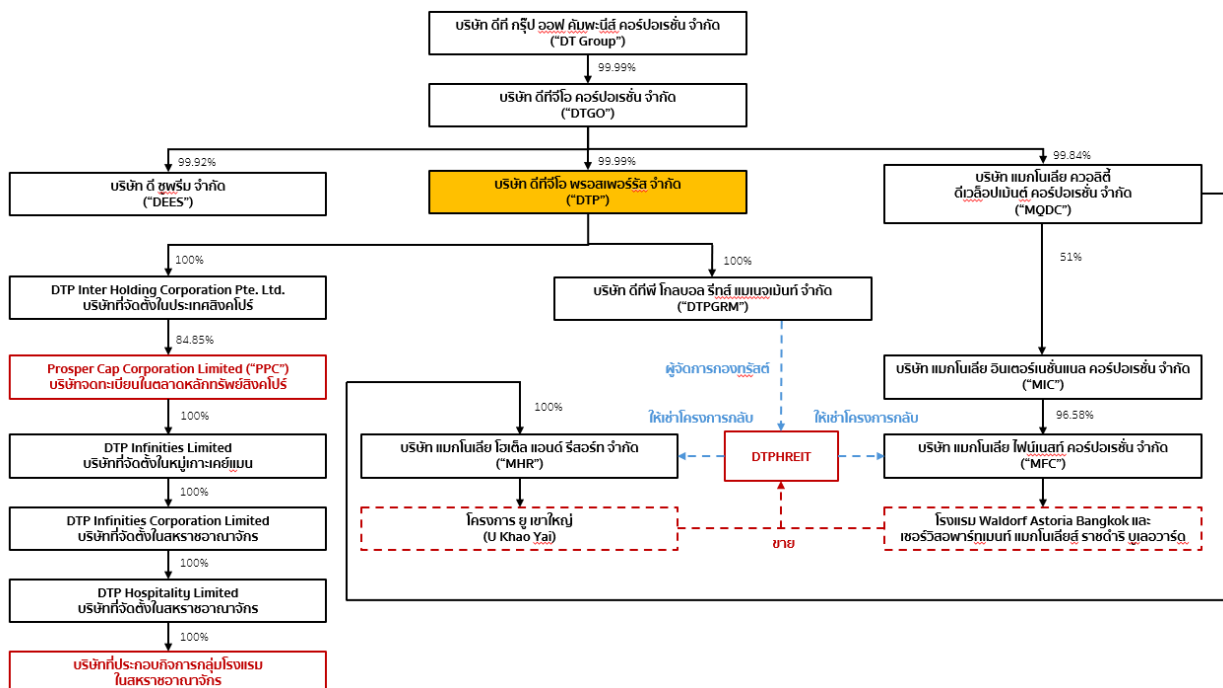 บริษัท ดีที กรุ๊ป ออฟ คัมพะนีส์ คอร์ปอเรชั่น จำกัด
(“DT Group”)
99.99%
บริษัท ดีทีจีโอ คอร์ปอเรชั่น จำกัด
(“DTGO”)
99.92%
99.99%
99.84%
บริษัท ดี ซูพรีม จำกัด
(“DEES”)
บริษัท ดีทีจีโอ พรอสเพอร์รัส จำกัด
(“DTP”)
บริษัท แมกโนเลีย ควอลิตี้
ดีเวล็อปเม้นต์ คอร์ปอเรชั่น จำกัด
(“MQDC”)
100%
100%
51%
DTP Inter Holding Corporation Pte. Ltd.
บริษัทที่จัดตั้งในประเทศสิงคโปร์
บริษัท ดีทีพี โกลบอล รีทส์ แมเนจเม้นท์ จำกัด
(“DTPGRM”)
84.85%
Prosper Cap Corporation Limited (“PPC”)
บริษัทจดทะเบียนในตลาดหลักทรัพย์สิงคโปร์
ผู้จัดการกองทรัสต์
บริษัท แมกโนเลีย อินเตอร์เนชั่นแนล คอร์ปอเรชั่น จำกัด
(“MIC”)
100%
100%
ให้เช่าโครงการกลับ
ให้เช่าโครงการกลับ
96.58%
DTP Infinities Limited
บริษัทที่จัดตั้งในหมู่เกาะเคย์แมน
บริษัท แมกโนเลีย โฮเต็ล แอนด์ รีสอร์ท จำกัด
(“MHR”)
DTPHREIT
บริษัท แมกโนเลีย ไฟน์เนสท์ คอร์ปอเรชั่น จำกัด
(“MFC”)
100%
DTP Infinities Corporation Limited
บริษัทที่จัดตั้งในสหราชอาณาจักร
โครงการ ยู เขาใหญ่
(U Khao Yai)
ขาย
โรงแรม Waldorf Astoria Bangkok และ
เซอร์วิสอพาร์ทเมนท์ แมกโนเลียส์ ราชดำริ บูเลอวาร์ด
100%
DTP Hospitality Limited
บริษัทที่จัดตั้งในสหราชอาณาจักร
100%
บริษัทที่ประกอบกิจการกลุ่มโรงแรม
ในสหราชอาณาจักร